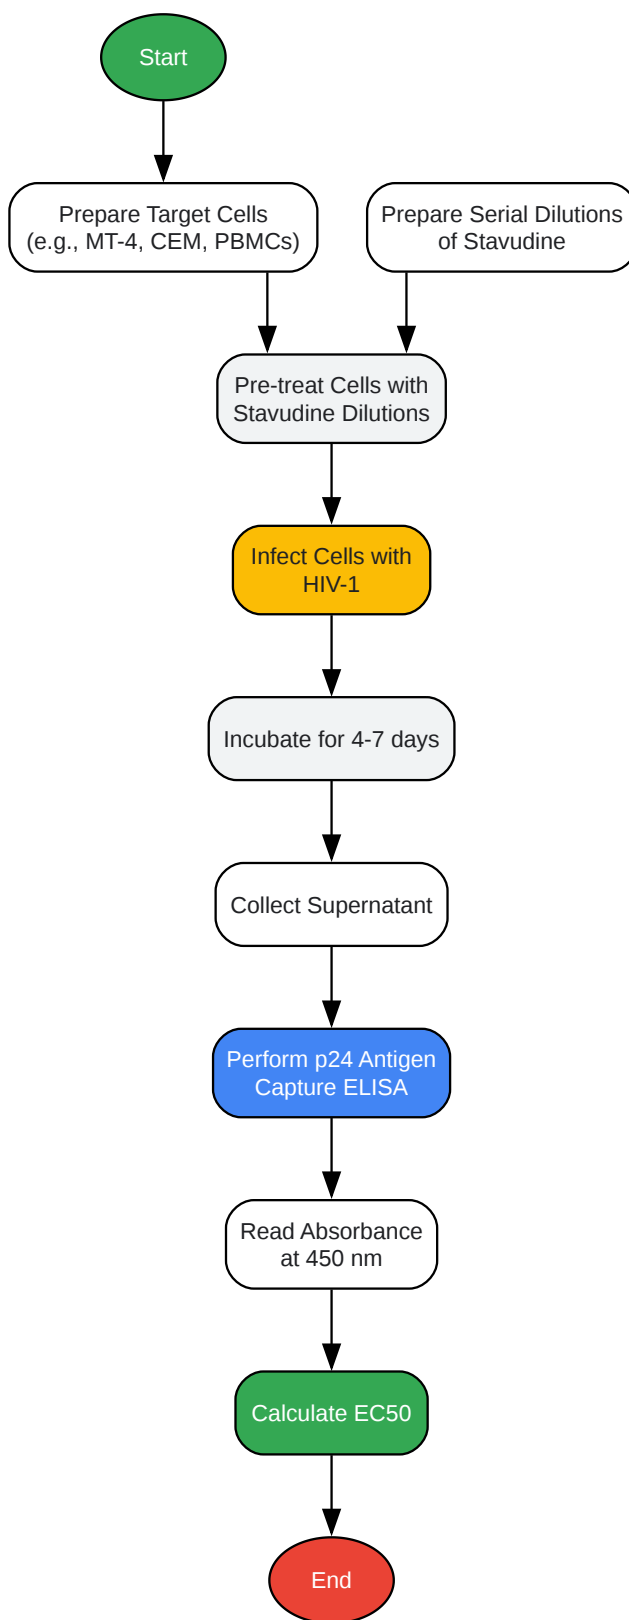 Start
Prepare Target Cells
(e.g., MT-4, CEM, PBMCs)
Prepare Serial Dilutions
of Stavudine
Pre-treat Cells with
Stavudine Dilutions
Infect Cells with
HIV-1
Incubate for 4-7 days
Collect Supernatant
Perform p24 Antigen
Capture ELISA
Read Absorbance
at 450 nm
Calculate EC50
End